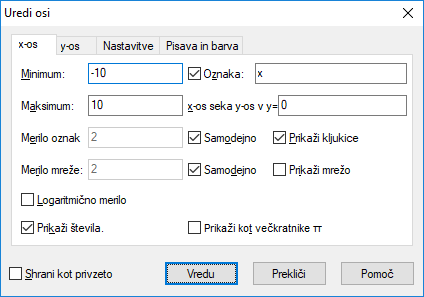 Uredi osi
x-os y-os Nastavitve Pisava in barva
Minimum: -10 Oznaka: x
Maksimum: 10 x-os seka y-os v y= 0
Merilo oznak 2 Samodejno Prikaži kljukice
Merilo mreže: 2 Samodejno Prikaži mrežo
Logaritmično merilo
Prikaži števila. Prikaži kot večkratnike π
Shrani kot privzeto Vredu Prekliči Pomoč